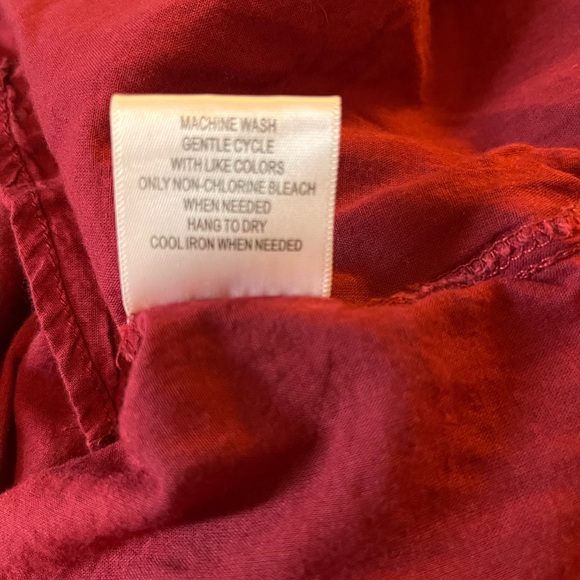 MACHINE WASH
GENTLE CYCLE
WITH LIKE COLORS
ONLY NON-CHLORINE BLEACH
WHEN NEEDED
HANG TO DRY
COOL IRON WHEN NEEDED